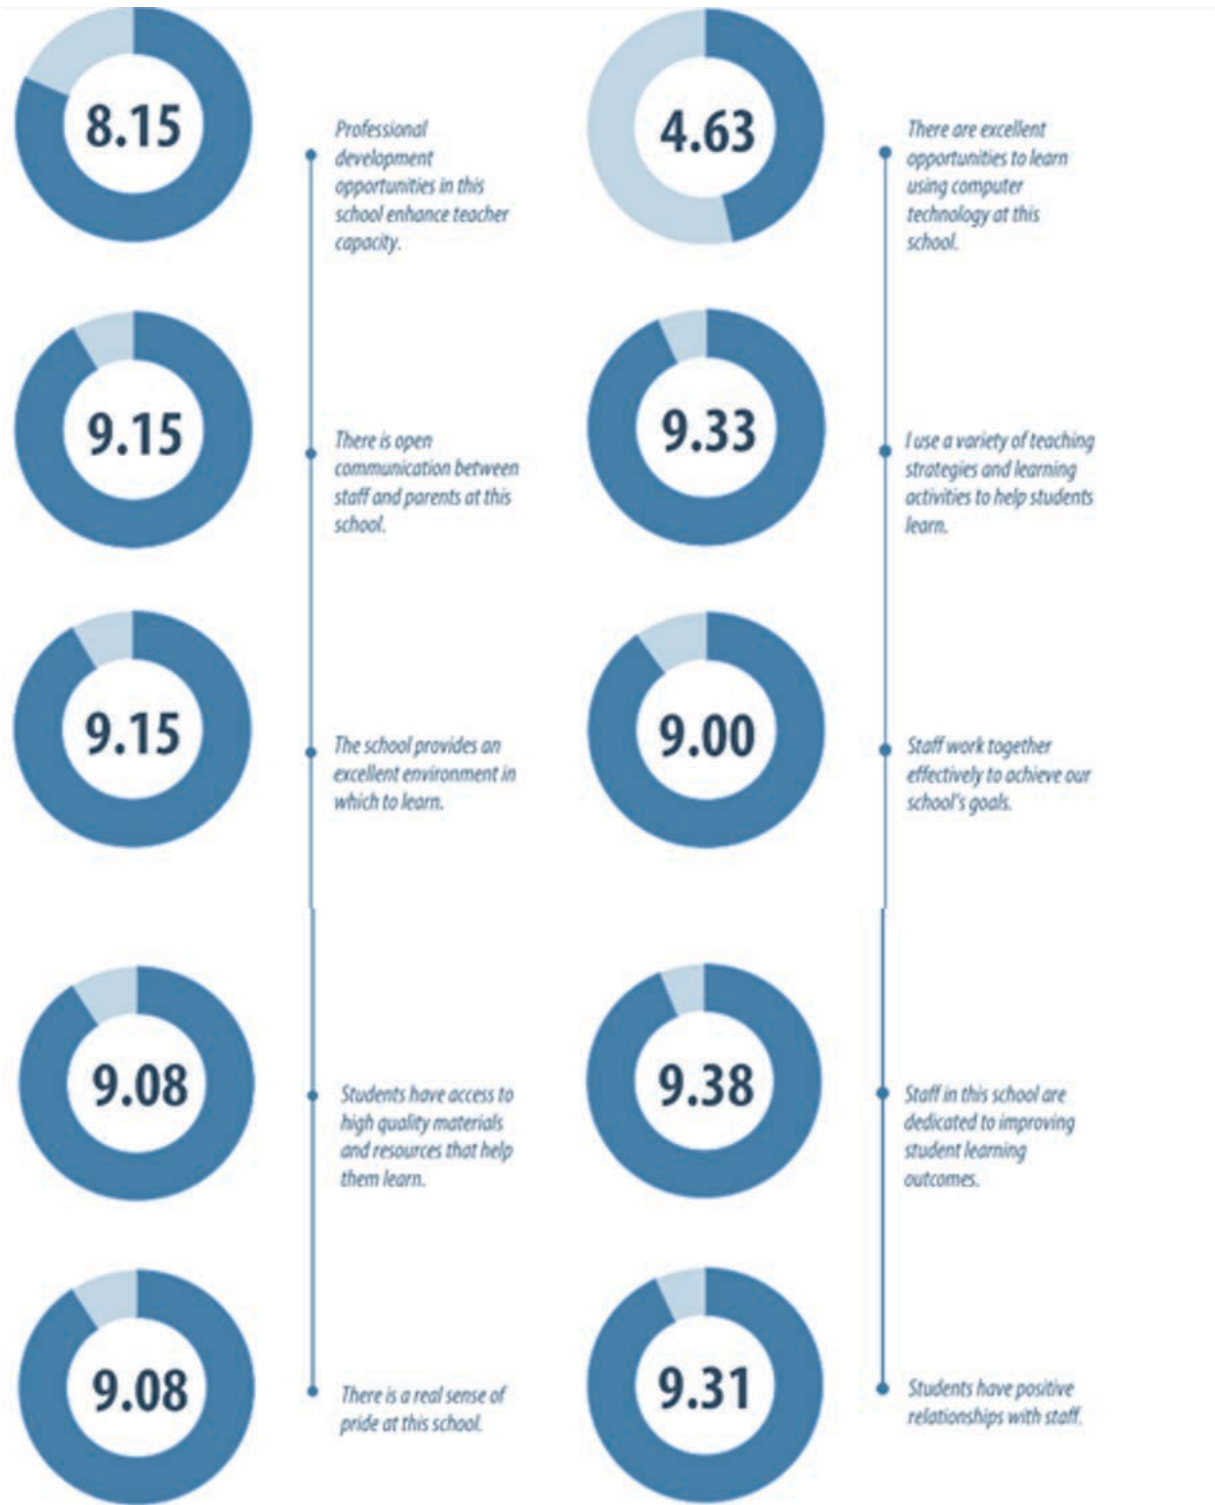 8.15
Professional
development
opportunities in this
school enhance teacher
capacity.
4.63
There are excellent
opportunities to learn
using computer
technology at this
school.
9.15
There is open
communication between
staff and parents at this
school.
9.33
I use a variety of teaching
strategies and learning
activities to help students
learn.
9.15
The school provides an
excellent environment in
which to learn.
9.00
Staff work together
effectively to achieve our
school's goals.
9.08
Students have access to
high quality materials
and resources that help
them learn.
9.38
Staff in this school are
dedicated to improving
student learning
outcomes.
9.08
There is a real sense of
pride at this school.
9.31
Students have positive
relationships with staff.